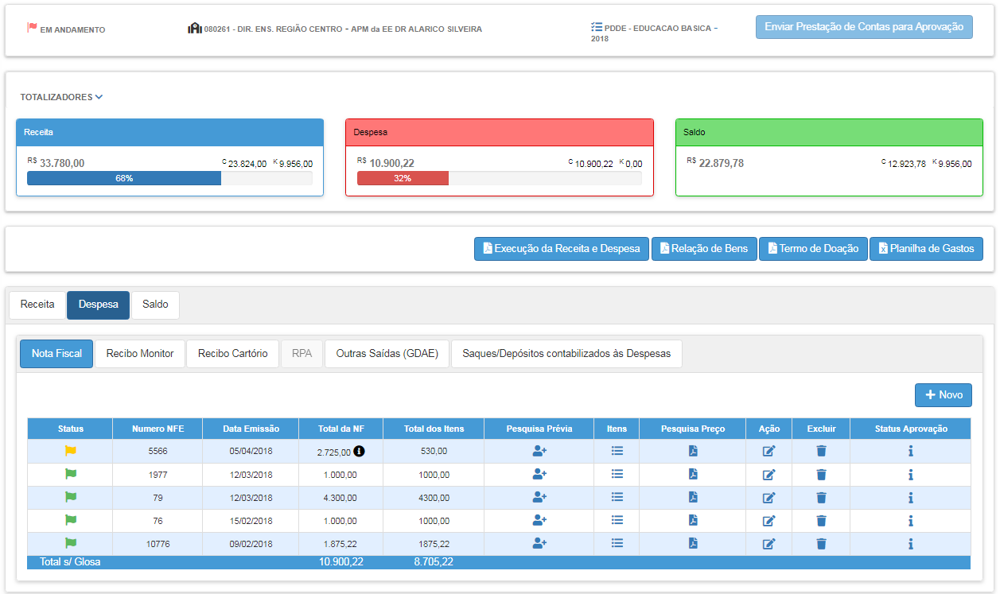 EM ANDAMENTO
080261 - DIR. ENS. REGIÃO CENTRO - APM da EE DR ALARICO SILVEIRA
PDDE - EDUCACAO BASICA -
2018
Enviar Prestação de Contas para Aprovação
TOTALIZADORES
Receita
R$ 33.780,00 C 23.824,00 K 9.956,00
68%
Despesa
R$ 10.900,22 C 10.900,22 K 0,00
32%
Saldo
R$ 22.879,78 C 12.923,78 K 9.956,00
Execução da Receita e Despesa Relação de Bens Termo de Doação Planilha de Gastos
Receita Despesa Saldo
Nota Fiscal Recibo Monitor Recibo Cartório RPA Outras Saídas (GDAE) Saques/Depósitos contabilizados às Despesas
+ Novo
Status Numero NFE Data Emissão Total da NF Total dos Itens Pesquisa Prévia Itens Pesquisa Preço Ação Excluir Status Aprovação
5566 05/04/2018 2.725,00 530,00
1977 12/03/2018 1.000,00 1000,00
79 12/03/2018 4.300,00 4300,00
76 15/02/2018 1.000,00 1000,00
10776 09/02/2018 1.875,22 1875,22
Total s/ Glosa 10.900,22 8.705,22